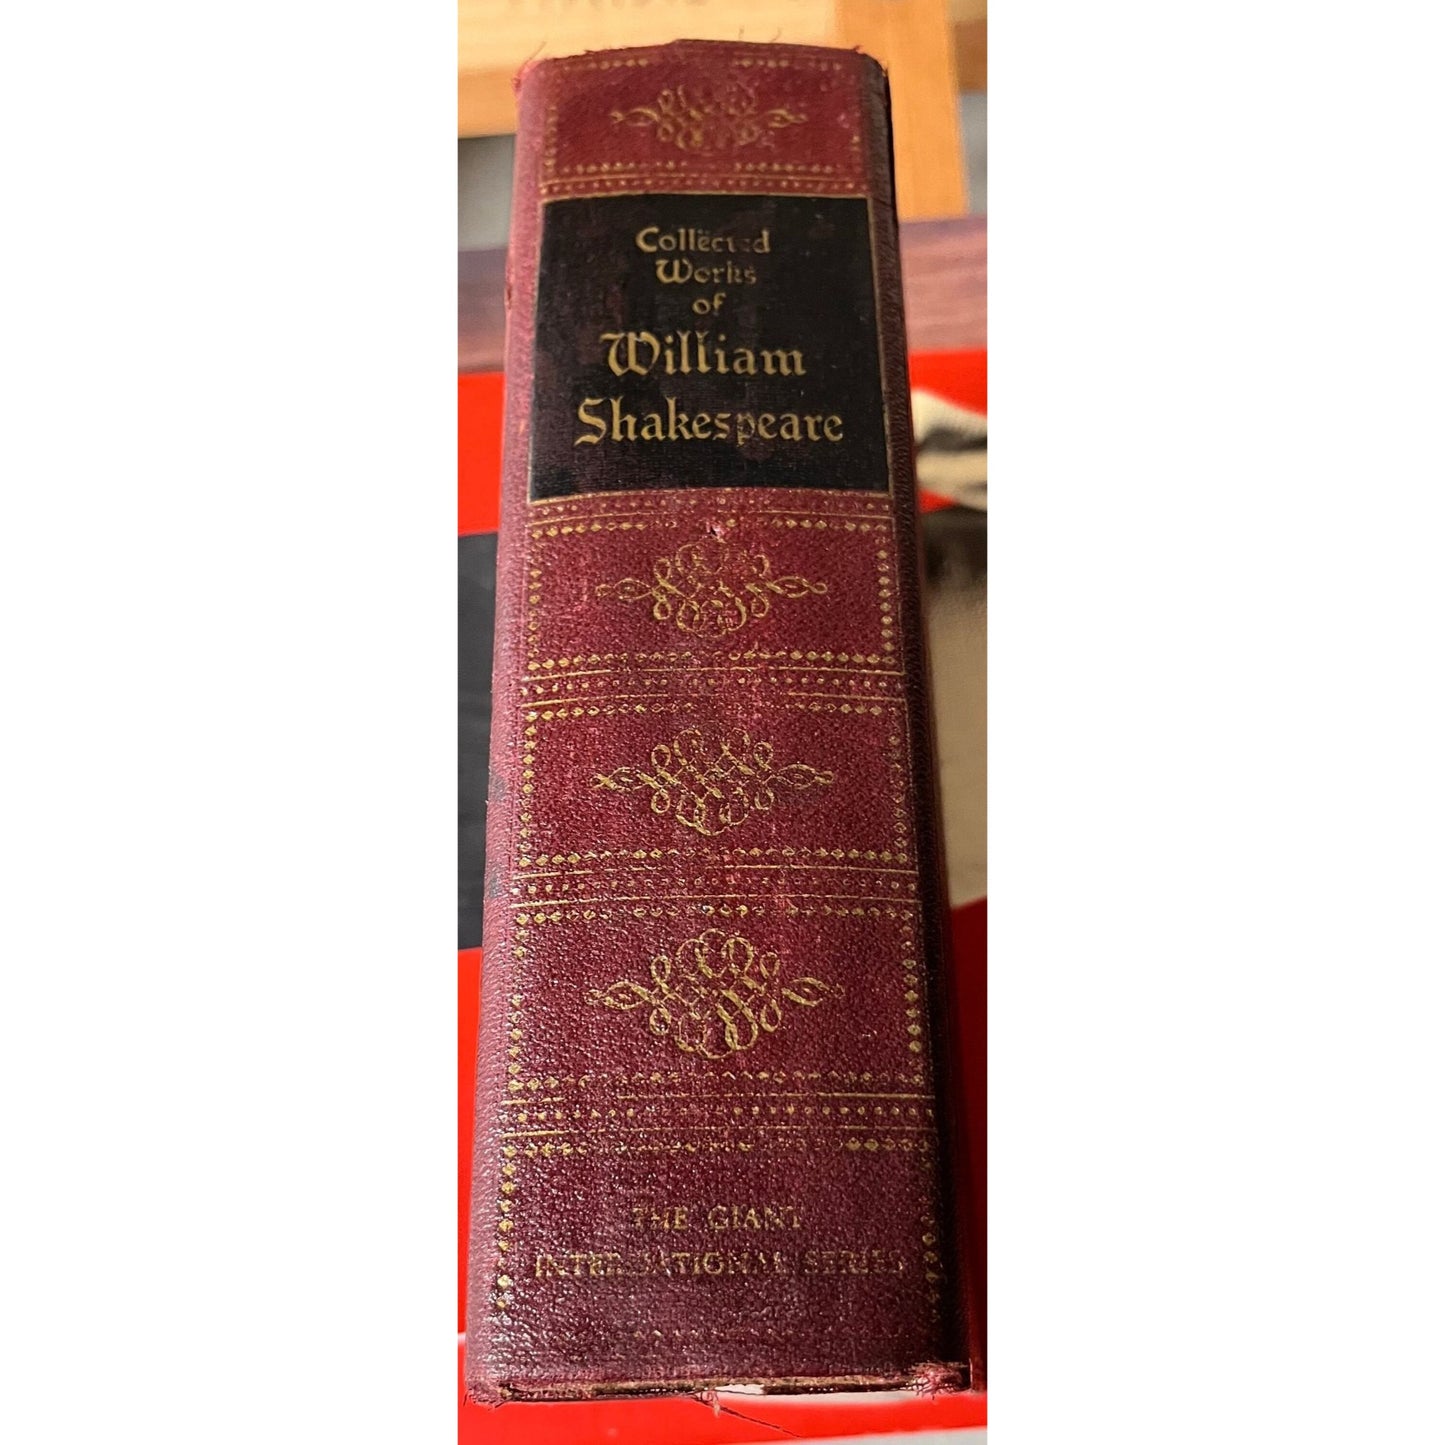 Collected
Works
of
William
Shakespeare
THE GIANT
INTERNATIONAL SERIES